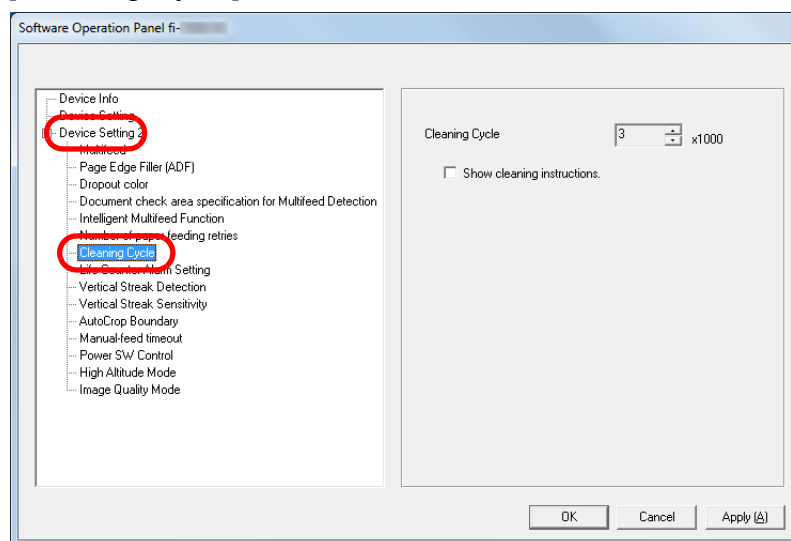 Software Operation Panel fi-
Device Info
Device Setting
Device Setting 2
Multifeed
Page Edge Filler (ADF)
Dropout color
Document check area specification for Multifeed Detection
Intelligent Multifeed Function
Number of paper feeding retries
Cleaning Cycle
Life Counter Alarm Setting
Vertical Streak Detection
Vertical Streak Sensitivity
AutoCrop Boundary
Manual-feed timeout
Power SW Control
High Altitude Mode
Image Quality Mode
Cleaning Cycle 3 x1000
Show cleaning instructions.
OK Cancel Apply (A)